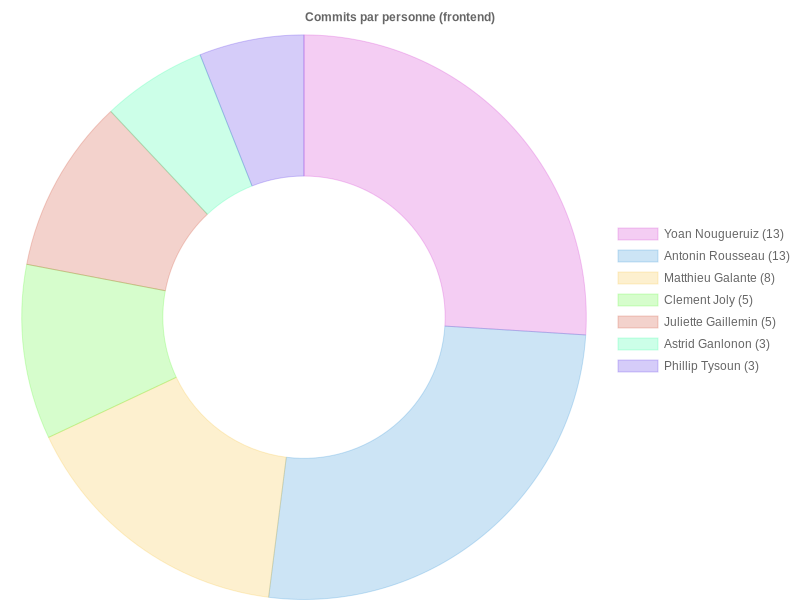 Commits par personne (frontend)
Yoan Nougueruiz (13)
Antonin Rousseau (13)
Matthieu Galante (8)
Clement Joly (5)
Juliette Gaillemin (5)
Astrid Ganlonon (3)
Phillip Tysoun (3)